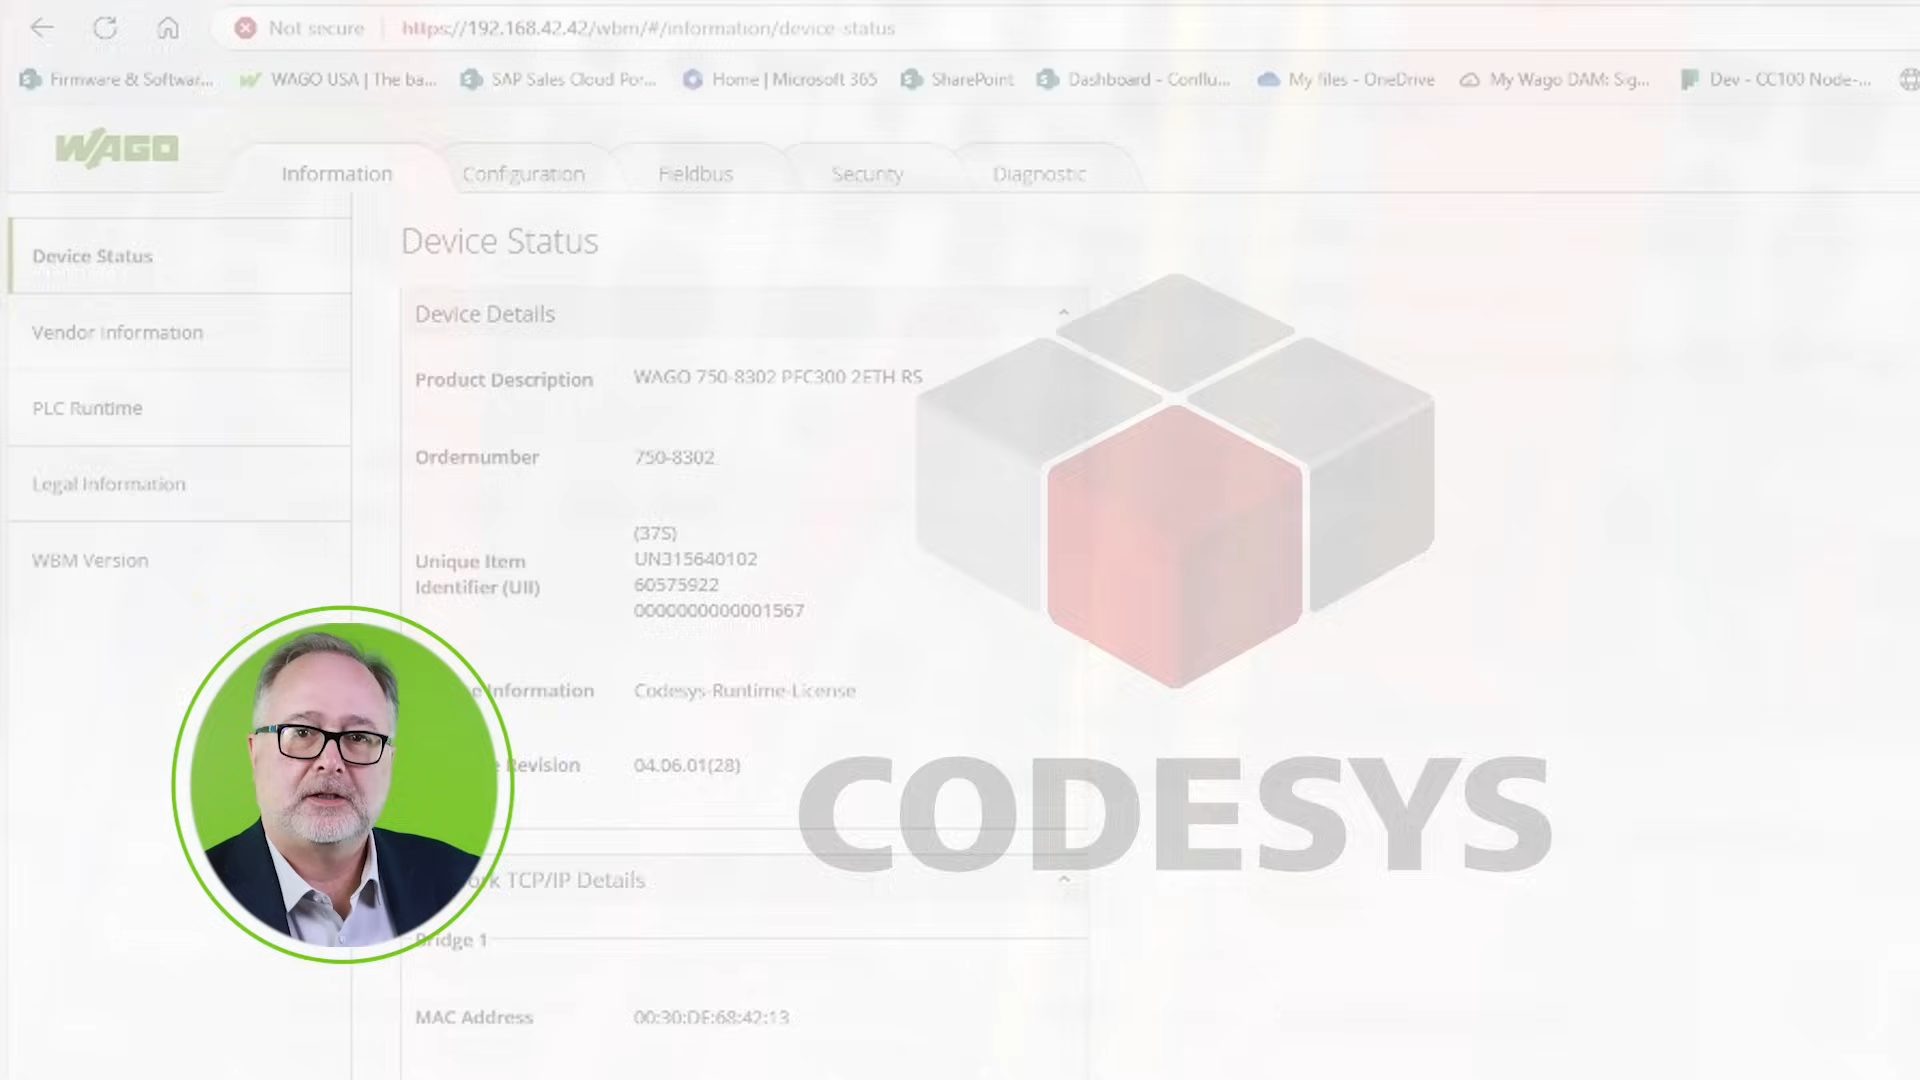 Not secure
https://192.168.42.42/wbm/#/information/device-status
Firmware & Softwar...
WAGO USA | The ba...
SAP Sales Cloud Por...
Home | Microsoft 365
SharePoint
Dashboard - Conflu...
My files - OneDrive
My Wago DAM: Sig...
Dev - CC100 Node-...
WAGO
Information
Configuration
Fieldbus
Security
Diagnostic
Device Status
Vendor Information
PLC Runtime
Legal Information
WBM Version
Device Status
Device Details
Product Description
WAGO 750-8302 PFC300 2ETH RS
Ordernumber
750-8302
Unique Item
Identifier (UII)
(37S)
UN315640102
60575922
0000000000001567
Information
Codesys-Runtime-License
Revision
04.06.01(28)
TCP/IP Details
Bridge 1
MAC Address
00:30:DE:68:42:13
CODESYS